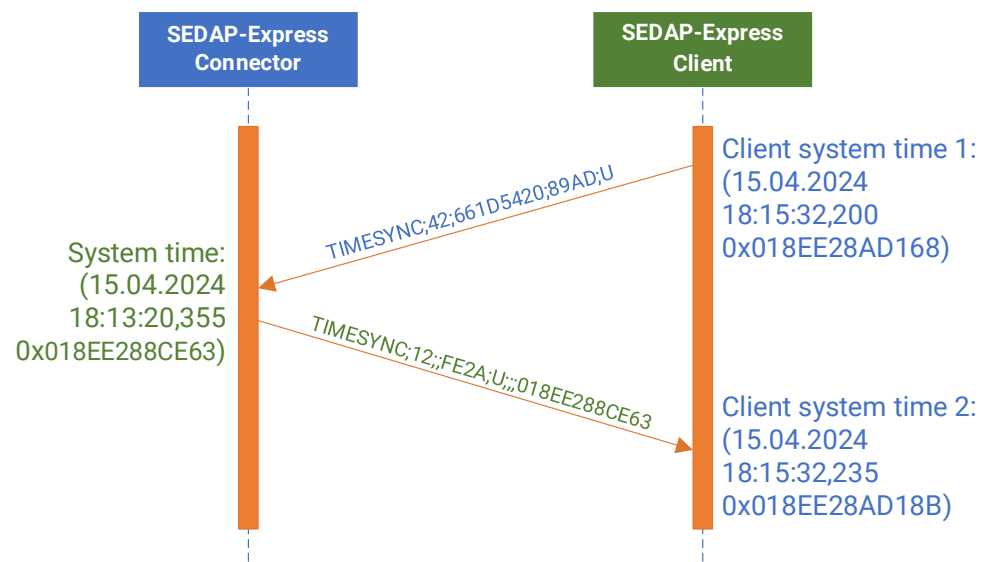 SEDAP-Express
Connector
SEDAP-Express
Client
Client system time 1:
(15.04.2024
18:15:32,200
0x018EE28AD168)
TIMESYNC;42;661D5420;89AD;U
System time:
(15.04.2024
18:13:20,355
0x018EE288CE63)
TIMESYNC;12;;FE2A;U;;;018EE288CE63
Client system time 2:
(15.04.2024
18:15:32,235
0x018EE28AD18B)